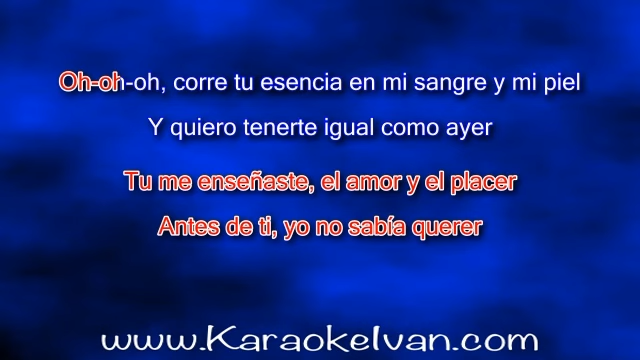 Oh-oh-oh, corre tu esencia en mi sangre y mi piel
Y quiero tenerte igual como ayer
Tu me enseñaste, el amor y el placer
Antes de ti, yo no sabía querer
www.KaraokeIvan.com